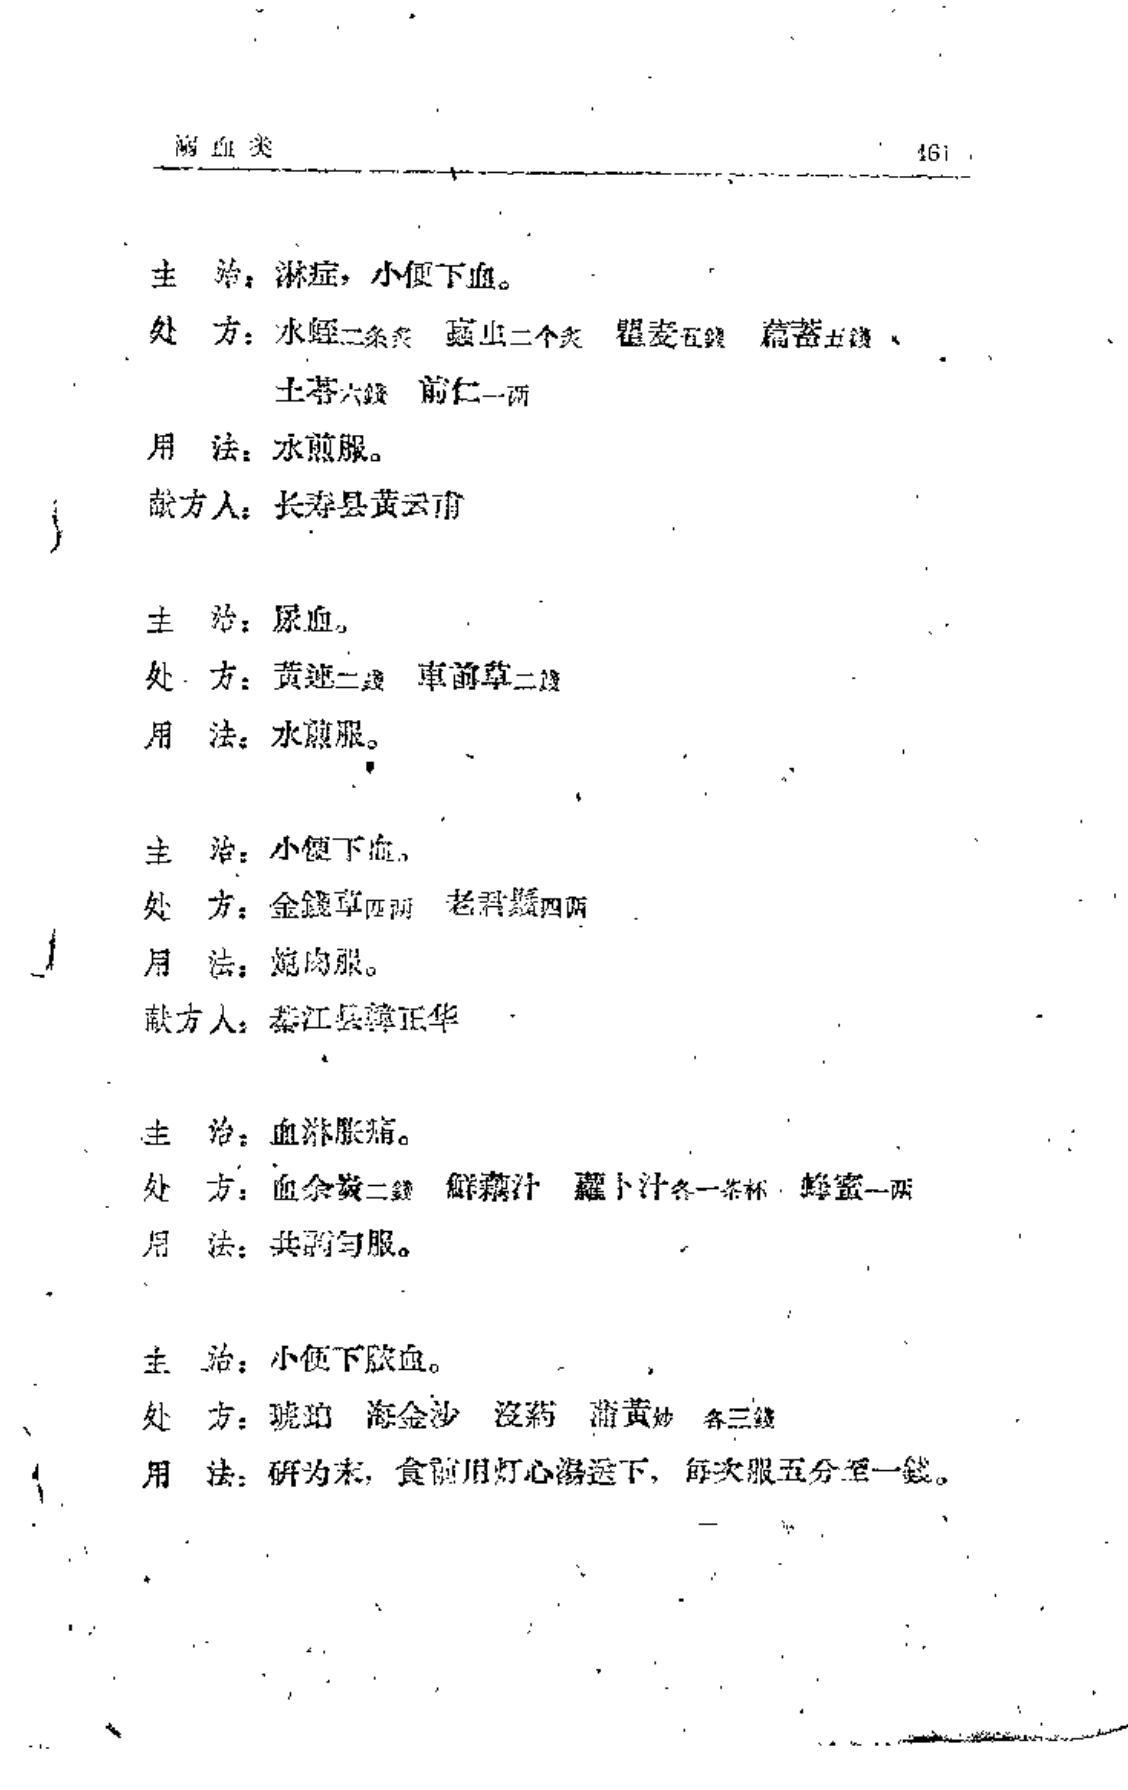 血类 461
主 治：淋症，小便下血。
处 方：水蛭二条炙 蝱虫二个炙 瞿麦五錢 萹蓄五錢
土苓六錢 前仁一两
用 法：水煎服。
献方人：长寿县黄云甫
主 治：尿血。
处 方：黄連二錢 車前草二錢
用 法：水煎服。
主 治：小便下血。
处 方：金錢草四两 老君鬚四两
用 法：炖肉服。
献方人：綦江县韓正华
主 治：血淋胀痛。
处 方：血余炭二錢 鮮藕汁 蘿卜汁各一茶杯 蜂蜜一两
用 法：共調匀服。
主 治：小便下脓血。
处 方：琥珀 海金沙 沒药 蒲黄炒 各三錢
用 法：研为末，食前用灯心湯送下，每次服五分至一錢。